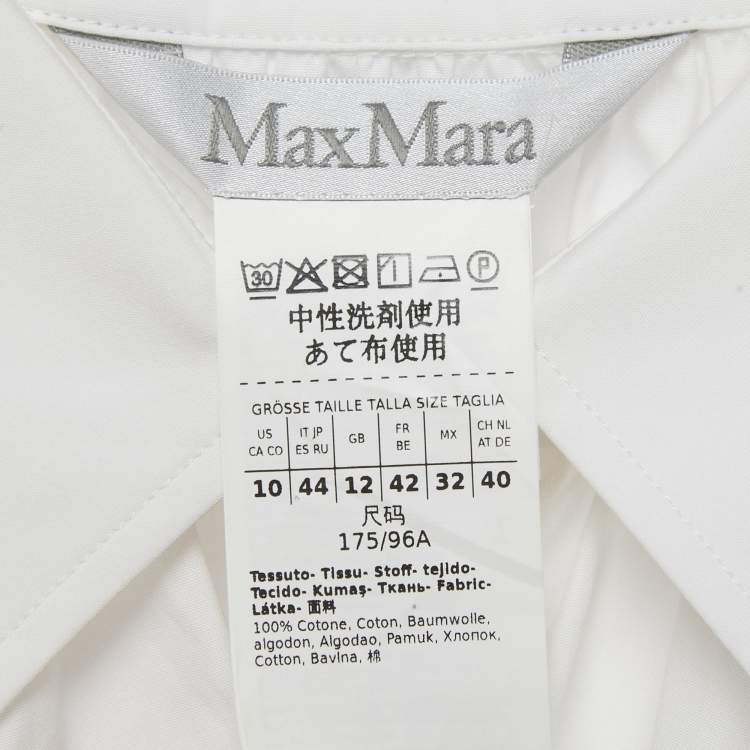 MaxMara
30 P
中性洗剤使用
あて布使用
GRÖSSE TAILLE TALLA SIZE TAGLIA
US IT JP GB FR MX CH NL
CA CO ES RU BE AT DE
10 44 12 42 32 40
尺码
175/96A
Tessuto- Tissu- Stoff- tejido-
Tecido- Kumaş- Ткань- Fabric-
Látka- 面料
100% Cotone, Coton, Baumwolle,
algodon, Algodao, Pamuk, Хлопок,
Cotton, Bavlna, 棉